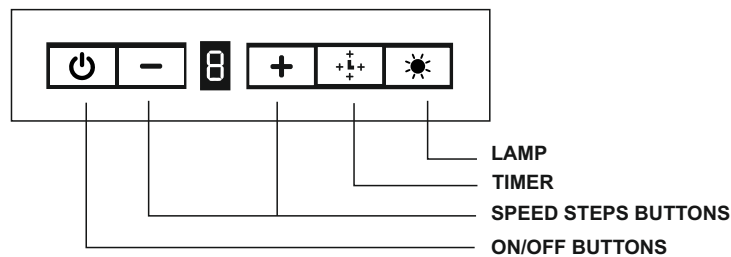 8
LAMP
TIMER
SPEED STEPS BUTTONS
ON/OFF BUTTONS